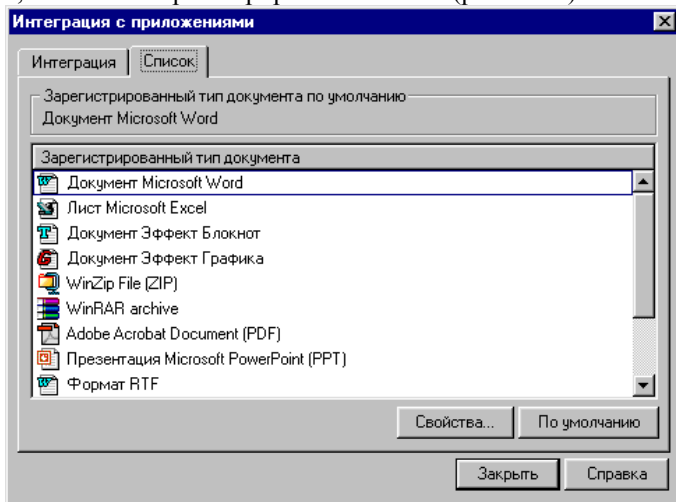 Интеграция с приложениями
Интеграция Список
Зарегистрированный тип документа по умолчанию
Документ Microsoft Word
Зарегистрированный тип документа
Документ Microsoft Word
Лист Microsoft Excel
Документ Эффект Блокнот
Документ Эффект Графика
WinZip File (ZIP)
WinRAR archive
Adobe Acrobat Document (PDF)
Презентация Microsoft PowerPoint (PPT)
Формат RTF
Свойства... По умолчанию
Закрыть Справка